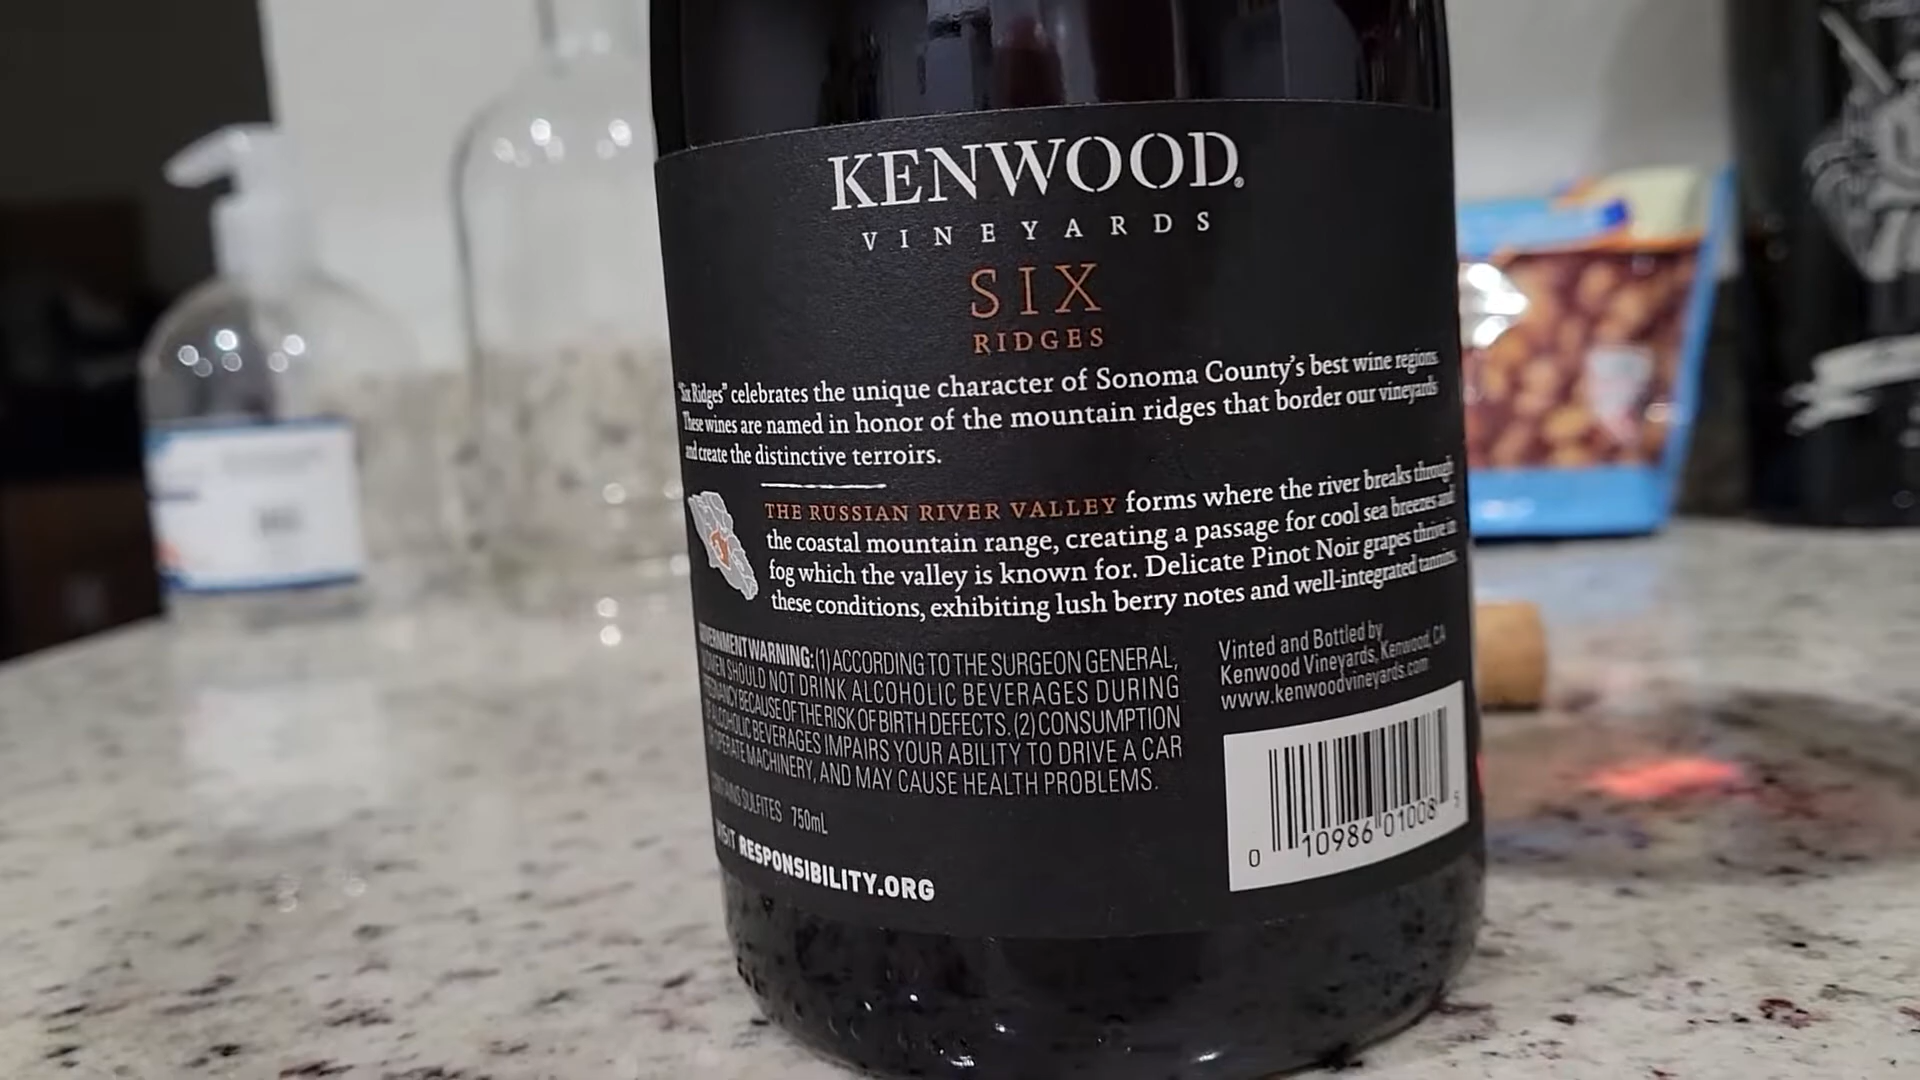 KENWOOD®
VINEYARDS
SIX
RIDGES
"Six Ridges" celebrates the unique character of Sonoma County's best wine regions.
These wines are named in honor of the mountain ridges that border our vineyards
and create the distinctive terroirs.
THE RUSSIAN RIVER VALLEY forms where the river breaks through
the coastal mountain range, creating a passage for cool sea breezes and
fog which the valley is known for. Delicate Pinot Noir grapes thrive in
these conditions, exhibiting lush berry notes and well-integrated tannins.
GOVERNMENT WARNING: (1) ACCORDING TO THE SURGEON GENERAL,
WOMEN SHOULD NOT DRINK ALCOHOLIC BEVERAGES DURING
PREGNANCY BECAUSE OF THE RISK OF BIRTH DEFECTS. (2) CONSUMPTION
OF ALCOHOLIC BEVERAGES IMPAIRS YOUR ABILITY TO DRIVE A CAR
OR OPERATE MACHINERY, AND MAY CAUSE HEALTH PROBLEMS.
CONTAINS SULFITES 750mL
VISIT RESPONSIBILITY.ORG
Vinted and Bottled by
Kenwood Vineyards, Kenwood, CA
www.kenwoodvineyards.com
0 10986 01008 5